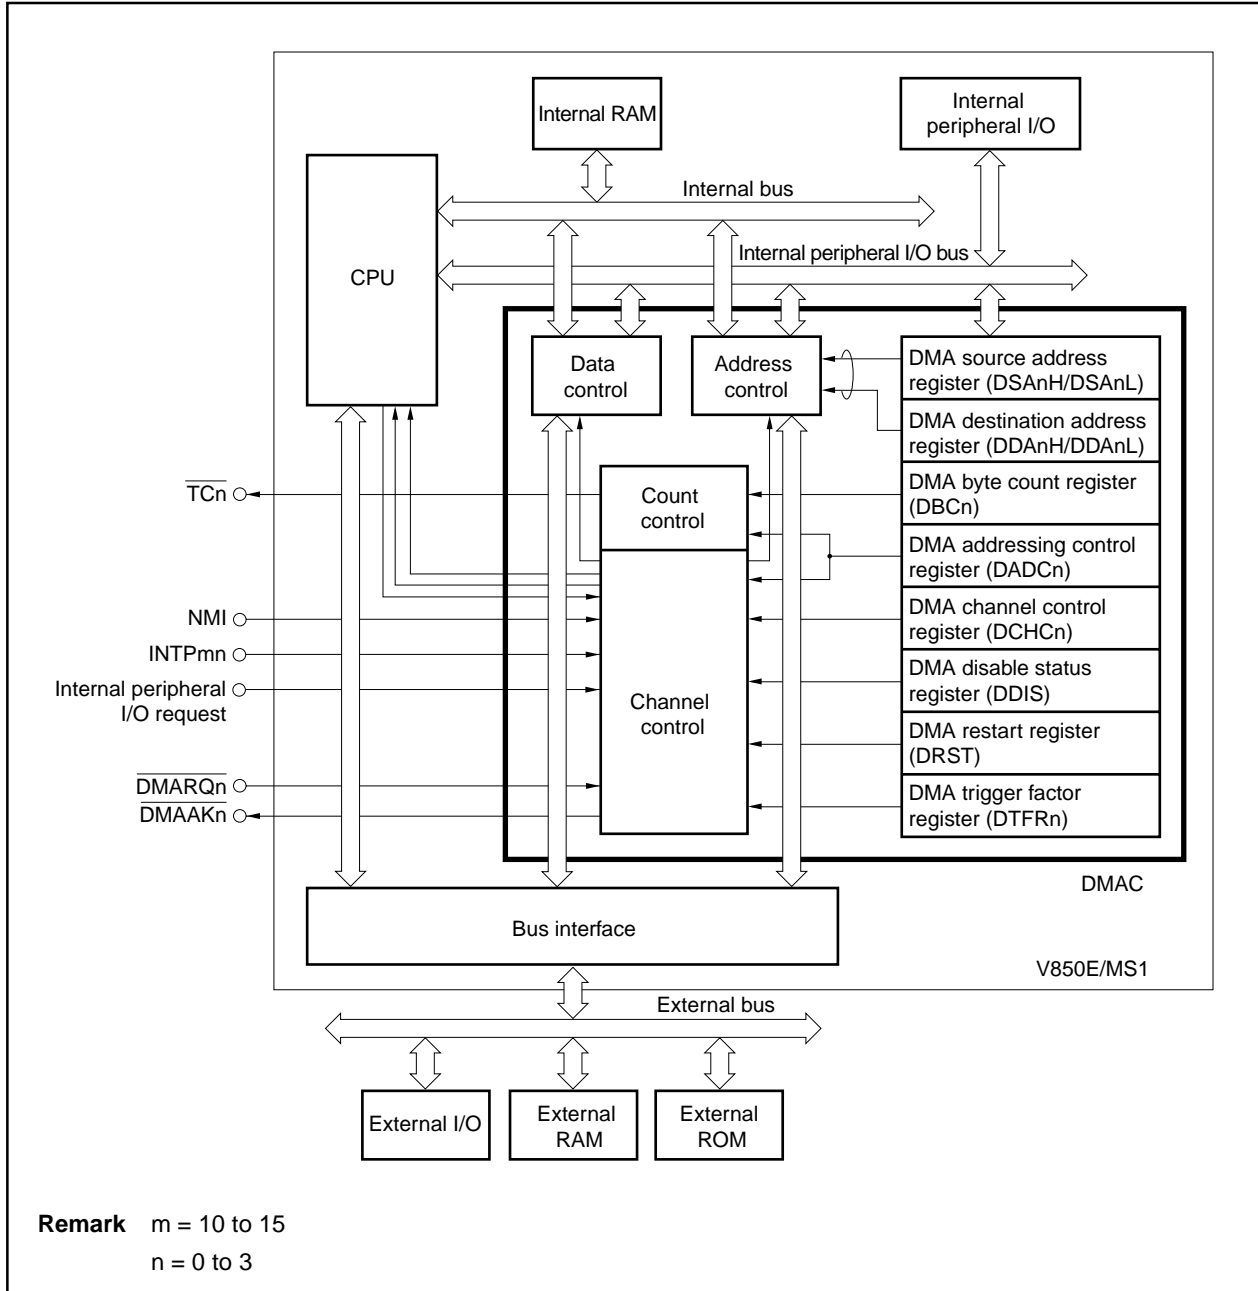 Internal RAM
Internal
peripheral I/O
Internal bus
Internal peripheral I/O bus
CPU
Data
control
Address
control
DMA source address
register (DSAnH/DSAnL)
DMA destination address
register (DDAnH/DDAnL)
DMA byte count register
(DBCn)
DMA addressing control
register (DADCn)
DMA channel control
register (DCHCn)
DMA disable status
register (DDIS)
DMA restart register
(DRST)
DMA trigger factor
register (DTFRn)
Count
control
Channel
control
TCn
NMI
INTPmn
Internal peripheral
I/O request
DMARQn
DMAAKn
DMAC
Bus interface
V850E/MS1
External bus
External I/O
External
RAM
External
ROM
Remark m = 10 to 15
n = 0 to 3